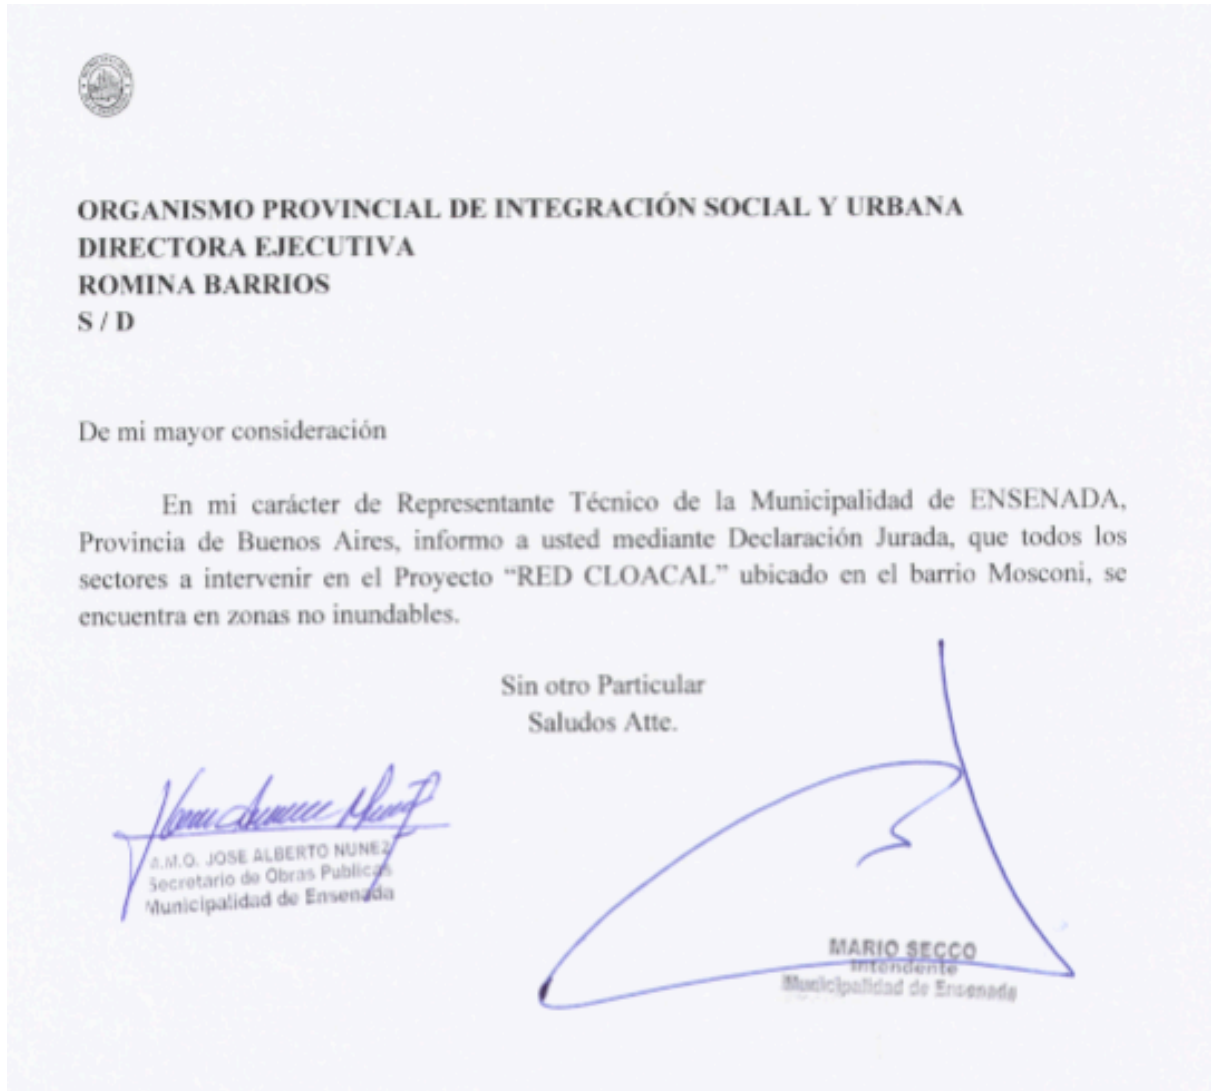 ORGANISMO PROVINCIAL DE INTEGRACIÓN SOCIAL Y URBANA
DIRECTORA EJECUTIVA
ROMINA BARRIOS
S / D
De mi mayor consideración
En mi carácter de Representante Técnico de la Municipalidad de ENSENADA,
Provincia de Buenos Aires, informo a usted mediante Declaración Jurada, que todos los
sectores a intervenir en el Proyecto “RED CLOACAL” ubicado en el barrio Mosconi, se
encuentra en zonas no inundables.
Sin otro Particular
Saludos Atte.
A.M.O. JOSE ALBERTO NUNEZ
Secretario de Obras Publicas
Municipalidad de Ensenada
MARIO SECCO
Intendente
Municipalidad de Ensenada